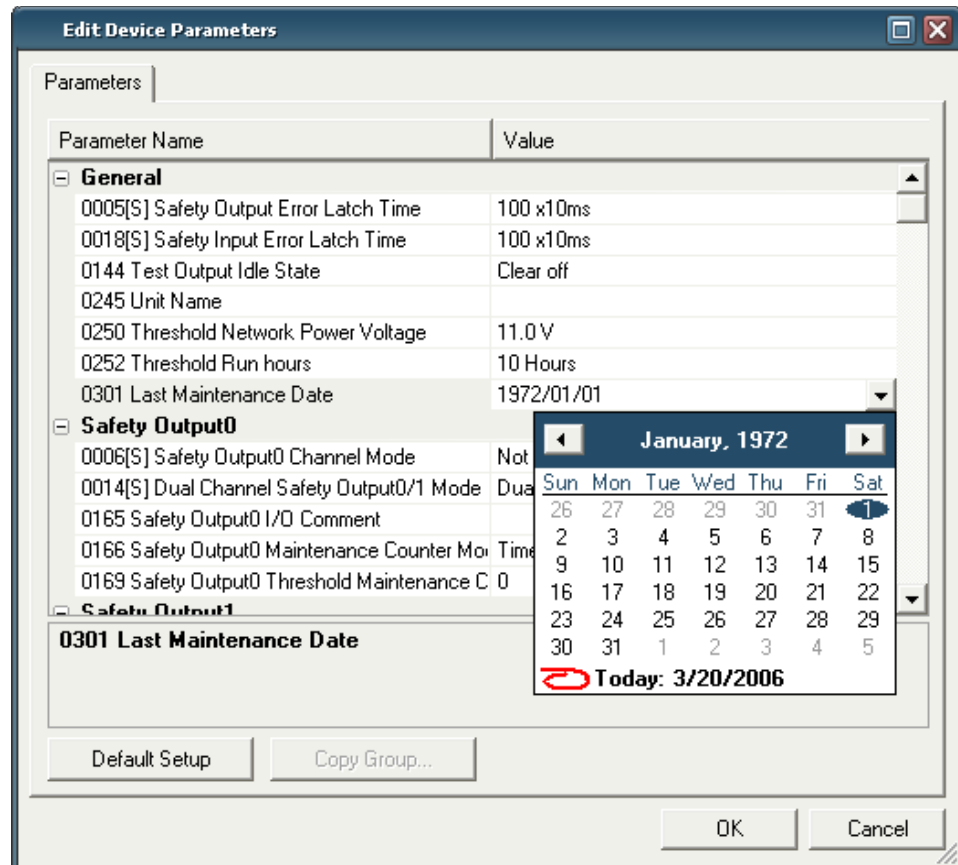 Edit Device Parameters
Parameters
Parameter Name Value
General
0005[S] Safety Output Error Latch Time 100 x10ms
0018[S] Safety Input Error Latch Time 100 x10ms
0144 Test Output Idle State Clear off
0245 Unit Name
0250 Threshold Network Power Voltage 11.0 V
0252 Threshold Run hours 10 Hours
0301 Last Maintenance Date 1972/01/01
Safety Output0
0006[S] Safety Output0 Channel Mode Not
0014[S] Dual Channel Safety Output0/1 Mode Dua
0165 Safety Output0 I/O Comment
0166 Safety Output0 Maintenance Counter Mo Time
0169 Safety Output0 Threshold Maintenance C 0
Safety Output1
January, 1972
Sun Mon Tue Wed Thu Fri Sat
26 27 28 29 30 31 1
2 3 4 5 6 7 8
9 10 11 12 13 14 15
16 17 18 19 20 21 22
23 24 25 26 27 28 29
30 31 1 2 3 4 5
Today: 3/20/2006
0301 Last Maintenance Date
Default Setup Copy Group...
OK Cancel